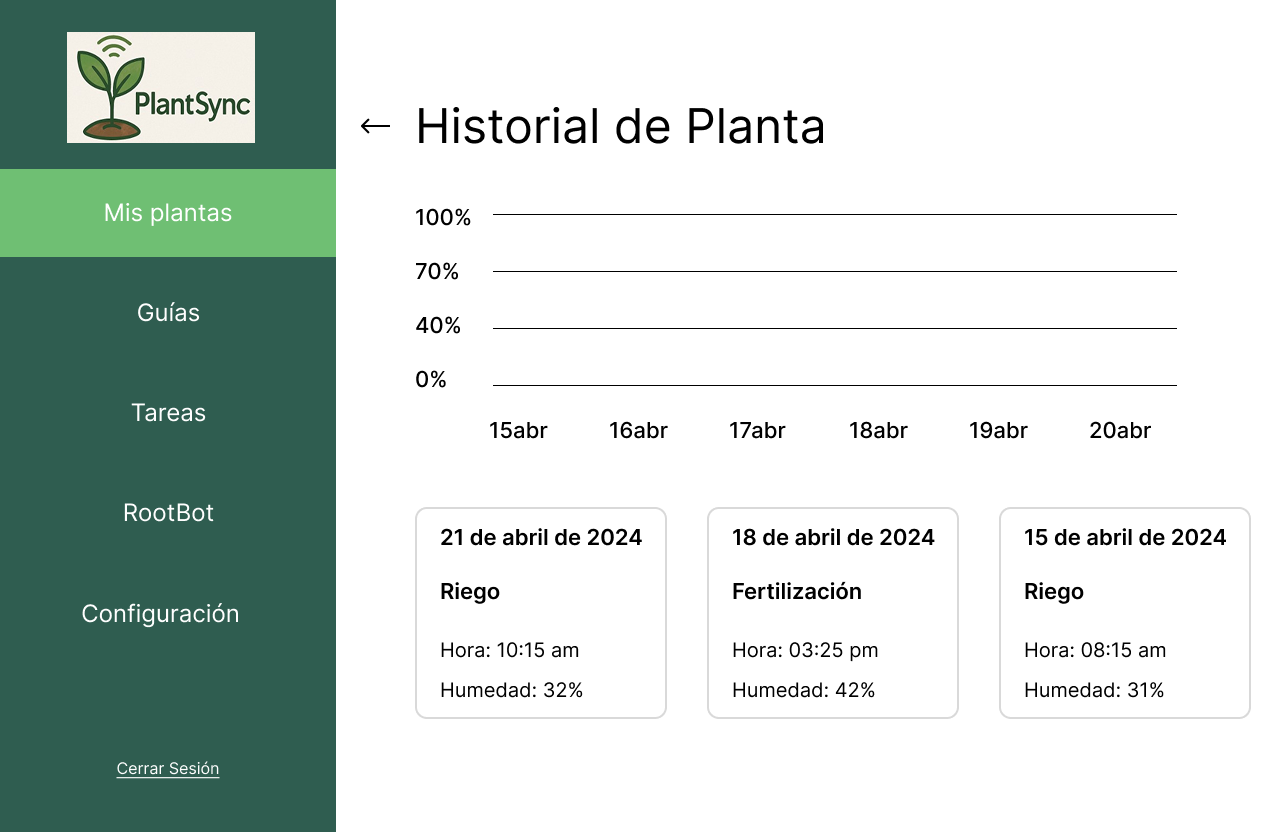 PlantSync
Mis plantas
Guías
Tareas
RootBot
Configuración
Cerrar Sesión
Historial de Planta
100%
70%
40%
0%
15abr 16abr 17abr 18abr 19abr 20abr
21 de abril de 2024
Riego
Hora: 10:15 am
Humedad: 32%
18 de abril de 2024
Fertilización
Hora: 03:25 pm
Humedad: 42%
15 de abril de 2024
Riego
Hora: 08:15 am
Humedad: 31%